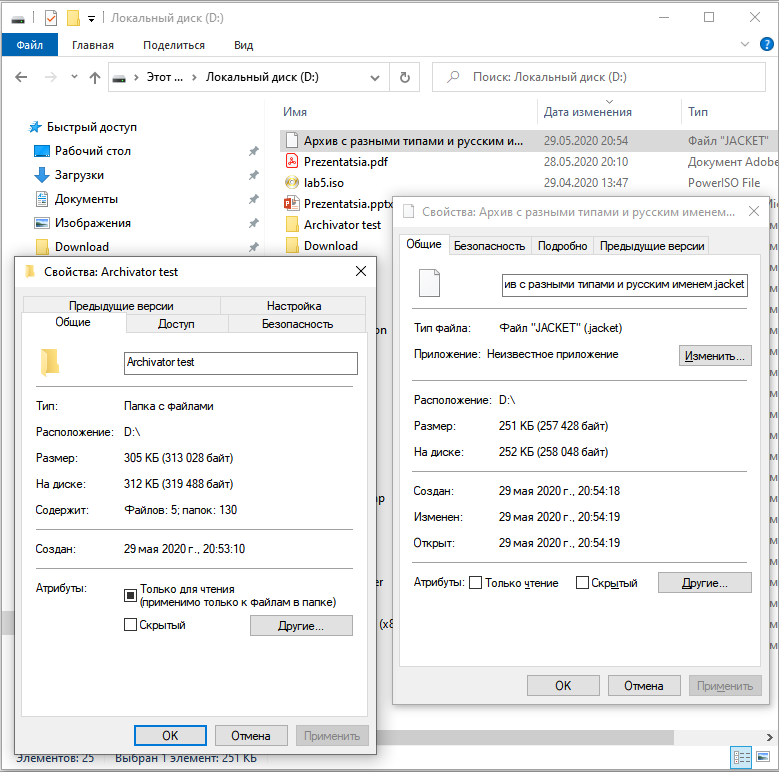 Локальный диск (D:)
Файл Главная Поделиться Вид
Этот ... Локальный диск (D:) Поиск: Локальный диск (D:)
Имя Дата изменения Тип
Быстрый доступ
Рабочий стол
Загрузки
Документы
Изображения
Download
Архив с разными типами и русским и... 29.05.2020 20:54 Файл "JACKET"
Prezentatsia.pdf 28.05.2020 20:10 Документ Adobe
lab5.iso 29.04.2020 13:47 PowerISO File
Prezentatsia.pptx
Archivator test
Download
Свойства: Archivator test
Предыдущие версии Настройка
Общие Доступ Безопасность
Archivator test
Тип: Папка с файлами
Расположение: D:\
Размер: 305 КБ (313 028 байт)
На диске: 312 КБ (319 488 байт)
Содержит: Файлов: 5; папок: 130
Создан: 29 мая 2020 г., 20:53:10
Атрибуты: Только для чтения
(применимо только к файлам в папке)
Скрытый Другие...
OK Отмена Применить
Свойства: Архив с разными типами и русским именем...
Общие Безопасность Подробно Предыдущие версии
ив с разными типами и русским именем.jacket
Тип файла: Файл "JACKET" (.jacket)
Приложение: Неизвестное приложение Изменить...
Расположение: D:\
Размер: 251 КБ (257 428 байт)
На диске: 252 КБ (258 048 байт)
Создан: 29 мая 2020 г., 20:54:18
Изменен: 29 мая 2020 г., 20:54:19
Открыт: 29 мая 2020 г., 20:54:19
Атрибуты: Только чтение Скрытый Другие...
OK Отмена Применить
(x8
Элементов: 25 Выбран 1 элемент: 251 КБ